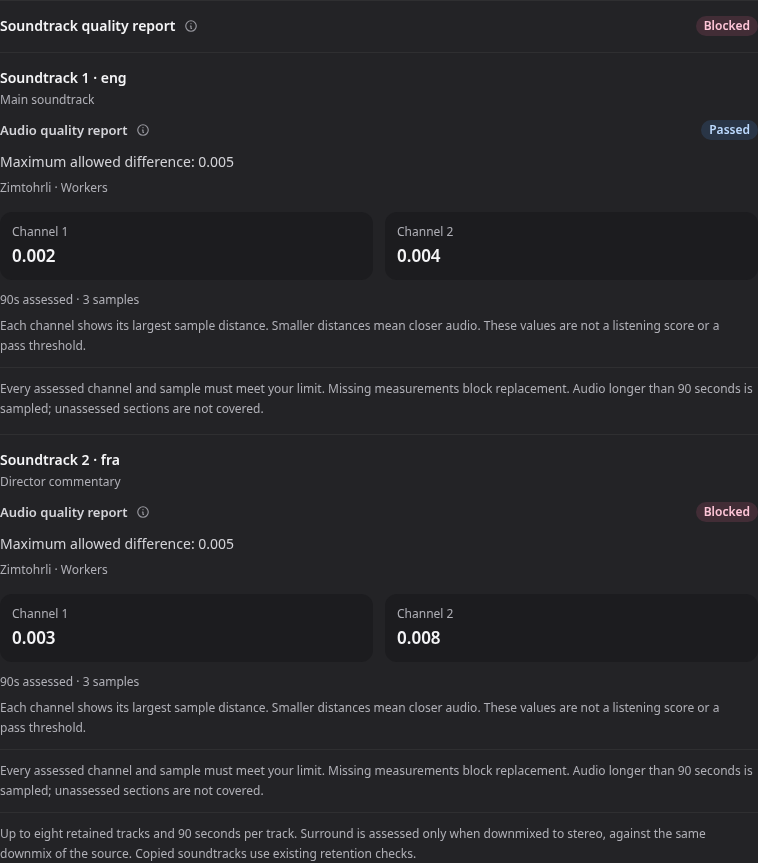 Soundtrack quality report
Blocked
Soundtrack 1 · eng
Main soundtrack
Audio quality report
Passed
Maximum allowed difference: 0.005
Zimtohrli · Workers
Channel 1
0.002
Channel 2
0.004
90s assessed · 3 samples
Each channel shows its largest sample distance. Smaller distances mean closer audio. These values are not a listening score or a
pass threshold.
Every assessed channel and sample must meet your limit. Missing measurements block replacement. Audio longer than 90 seconds is
sampled; unassessed sections are not covered.
Soundtrack 2 · fra
Director commentary
Audio quality report
Blocked
Maximum allowed difference: 0.005
Zimtohrli · Workers
Channel 1
0.003
Channel 2
0.008
90s assessed · 3 samples
Each channel shows its largest sample distance. Smaller distances mean closer audio. These values are not a listening score or a
pass threshold.
Every assessed channel and sample must meet your limit. Missing measurements block replacement. Audio longer than 90 seconds is
sampled; unassessed sections are not covered.
Up to eight retained tracks and 90 seconds per track. Surround is assessed only when downmixed to stereo, against the same
downmix of the source. Copied soundtracks use existing retention checks.